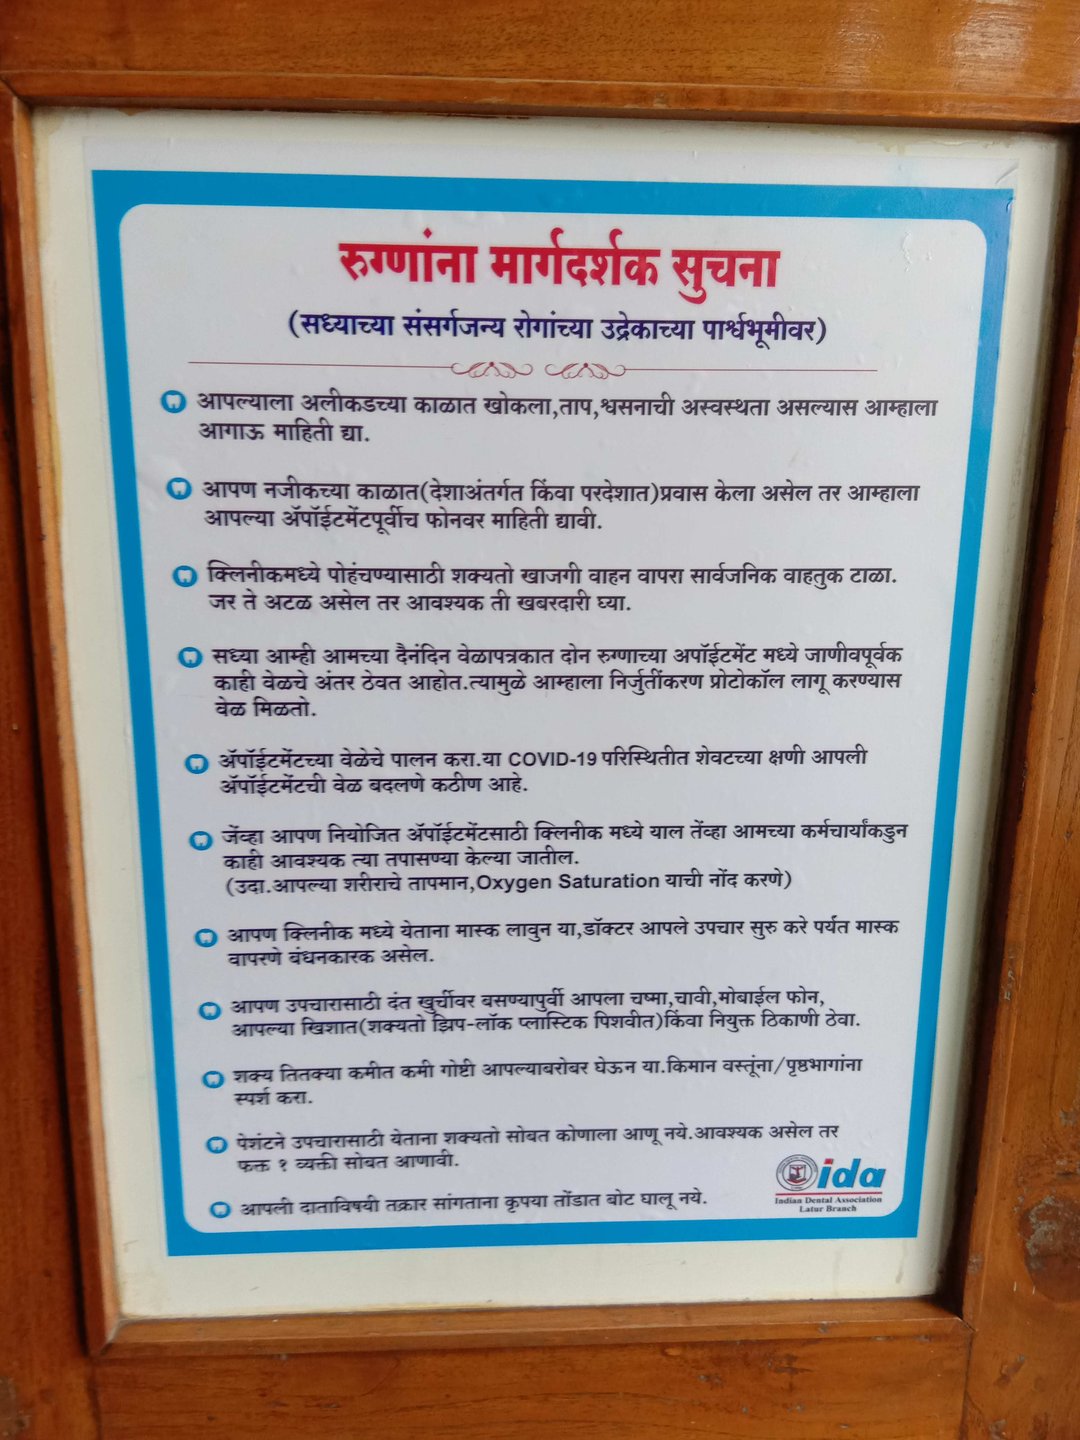 रुग्णांना मार्गदर्शक सुचना
(सध्याच्या संसर्गजन्य रोगांच्या उद्रेकाच्या पार्श्वभूमीवर)
आपल्याला अलीकडच्या काळात खोकला,ताप,श्वसनाची अस्वस्थता असल्यास आम्हाला
आगाऊ माहिती द्या.
आपण नजीकच्या काळात(देशाअंतर्गत किंवा परदेशात)प्रवास केला असेल तर आम्हाला
आपल्या ॲपॉईटमेंटपूर्वीच फोनवर माहिती द्यावी.
क्लिनीकमध्ये पोहंचण्यासाठी शक्यतो खाजगी वाहन वापरा सार्वजनिक वाहतुक टाळा.
जर ते अटळ असेल तर आवश्यक ती खबरदारी घ्या.
सध्या आम्ही आमच्या दैनंदिन वेळापत्रकात दोन रुग्णाच्या अपॉईटमेंट मध्ये जाणीवपूर्वक
काही वेळचे अंतर ठेवत आहोत.त्यामुळे आम्हाला निर्जुतींकरण प्रोटोकॉल लागू करण्यास
वेळ मिळतो.
ॲपॉईटमेंटच्या वेळेचे पालन करा.या COVID-19 परिस्थितीत शेवटच्या क्षणी आपली
ॲपॉईटमेंटची वेळ बदलणे कठीण आहे.
जेंव्हा आपण नियोजित ॲपॉईटमेंटसाठी क्लिनीक मध्ये याल तेंव्हा आमच्या कर्मचार्यांकडुन
काही आवश्यक त्या तपासण्या केल्या जातील.
(उदा.आपल्या शरीराचे तापमान,Oxygen Saturation याची नोंद करणे)
आपण क्लिनीक मध्ये येताना मास्क लावुन या,डॉक्टर आपले उपचार सुरु करे पर्यंत मास्क
वापरणे बंधनकारक असेल.
आपण उपचारासाठी दंत खुर्चीवर बसण्यापुर्वी आपला चष्मा,चावी,मोबाईल फोन,
आपल्या खिशात(शक्यतो झिप-लॉक प्लास्टिक पिशवीत)किंवा नियुक्त ठिकाणी ठेवा.
शक्य तितक्या कमीत कमी गोष्टी आपल्याबरोबर घेऊन या.किमान वस्तूंना/पृष्ठभागांना
स्पर्श करा.
पेशंटने उपचारासाठी येताना शक्यतो सोबत कोणाला आणू नये.आवश्यक असेल तर
फक्त १ व्यक्ती सोबत आणावी.
आपली दाताविषयी तक्रार सांगताना कृपया तोंडात बोट घालू नये.
ida
Indian Dental Association
Latur Branch